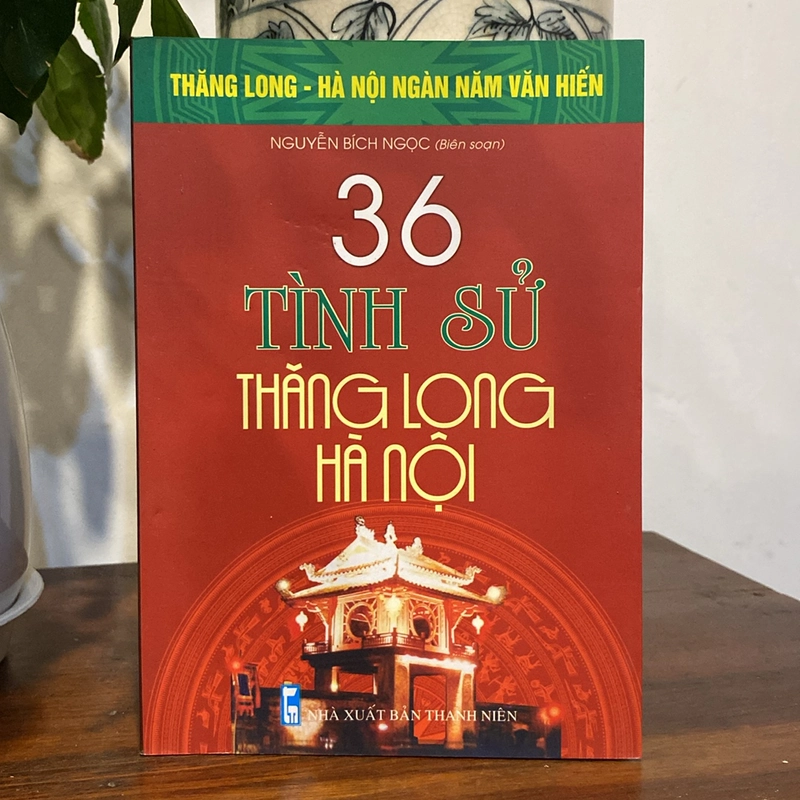 THĂNG LONG - HÀ NỘI NGÀN NĂM VĂN HIẾN
NGUYỄN BÍCH NGỌC (Biên soạn)
36
TÌNH SỬ
THĂNG LONG
HÀ NỘI
NHÀ XUẤT BẢN THANH NIÊN